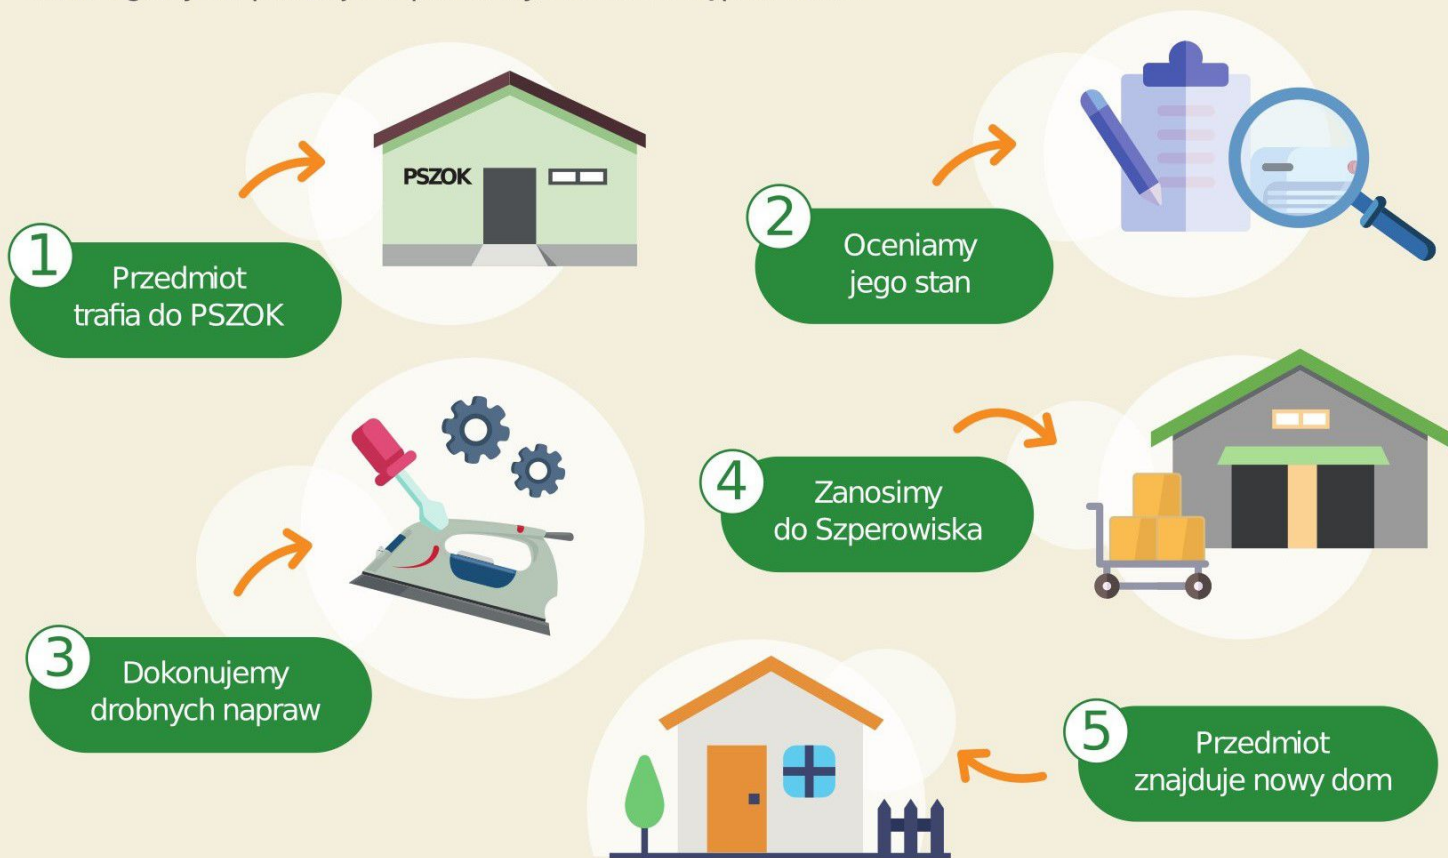 1
Przedmiot
trafia do PSZOK
PSZOK
2
Oceniamy
jego stan
3
Dokonujemy
drobnych napraw
4
Zanosimy
do Szperowiska
5
Przedmiot
znajduje nowy dom